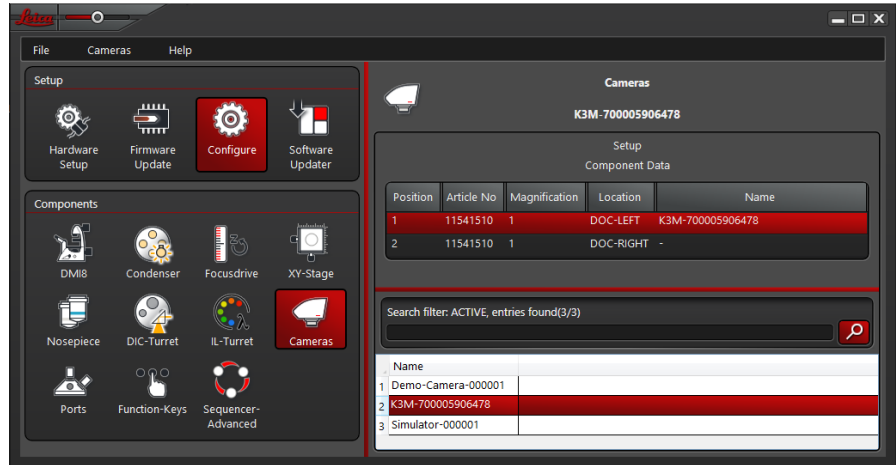 Leica
File Cameras Help
Setup
Hardware Setup
Firmware Update
Configure
Software Updater
Components
DMI8
Condenser
Focusdrive
XY-Stage
Nosepiece
DIC-Turret
IL-Turret
Cameras
Ports
Function-Keys
Sequencer-Advanced
Cameras
K3M-700005906478
Setup
Component Data
Position Article No Magnification Location Name
1 11541510 1 DOC-LEFT K3M-700005906478
2 11541510 1 DOC-RIGHT -
Search filter: ACTIVE, entries found(3/3)
Name
1 Demo-Camera-000001
2 K3M-700005906478
3 Simulator-000001